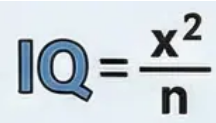 IQ = x²
n